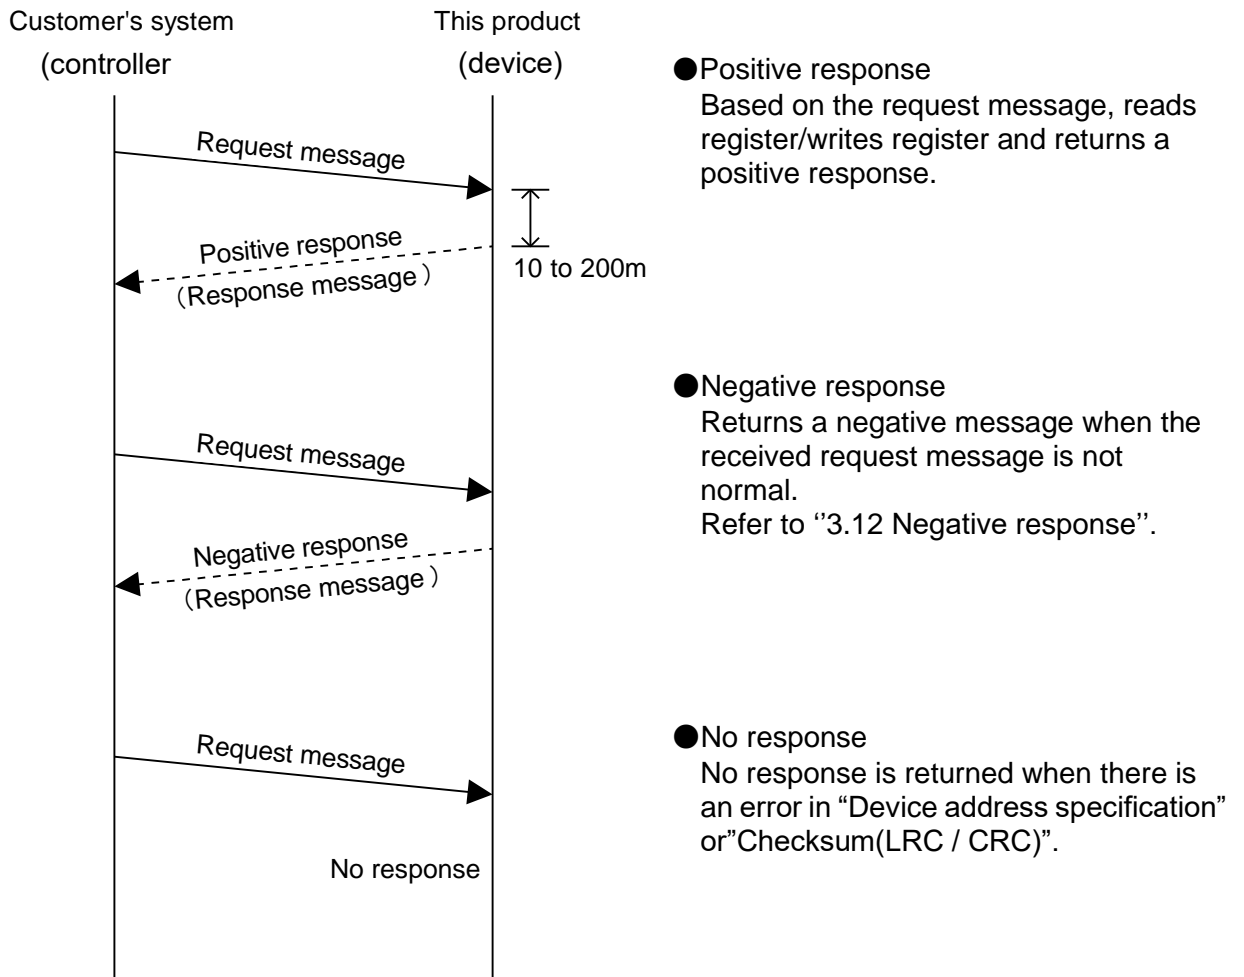 Customer's system
This product
(controller
(device)
Request message
Positive response
(Response message)
10 to 200m
●Positive response
Based on the request message, reads
register/writes register and returns a
positive response.
Request message
Negative response
(Response message)
●Negative response
Returns a negative message when the
received request message is not
normal.
Refer to ‘’3.12 Negative response’’.
Request message
No response
●No response
No response is returned when there is
an error in “Device address specification”
or”Checksum(LRC / CRC)”.